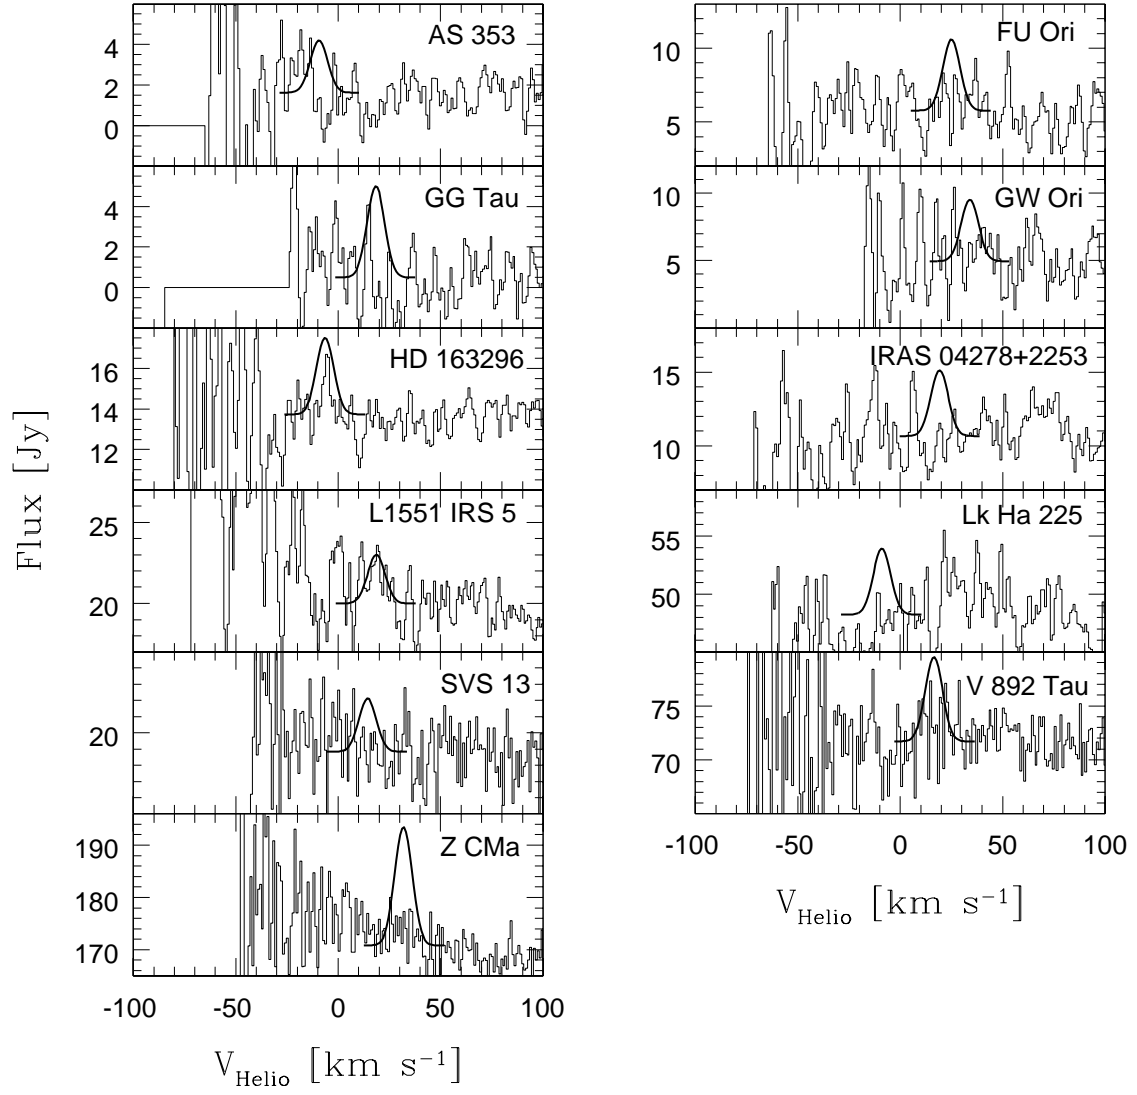 AS 353
4
2
0
GG Tau
4
2
0
HD 163296
16
14
12
L1551 IRS 5
25
20
SVS 13
20
Z CMa
190
180
170
-100 -50 0 50 100
V_Helio [km s⁻¹]
Flux [Jy]
FU Ori
10
5
GW Ori
10
5
IRAS 04278+2253
15
10
Lk Ha 225
55
50
V 892 Tau
75
70
-100 -50 0 50 100
V_Helio [km s⁻¹]